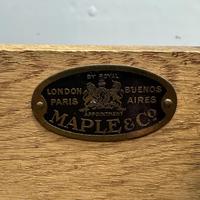 BY ROYAL
LONDON BUENOS
PARIS AIRES
APPOINTMENT
MAPLE & Co